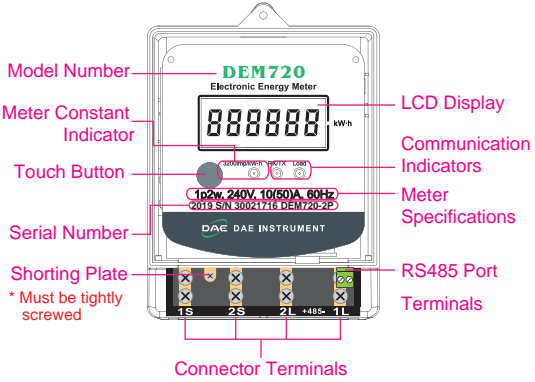 Model Number
DEM720
Electronic Energy Meter
LCD Display
888888 kW·h
Meter Constant
Indicator
3200imp/kW·h RX/TX Load
Communication
Indicators
Touch Button
1p2w, 240V, 10(50)A, 60Hz
Meter
Specifications
2019 S/N 30021716 DEM720-2P
Serial Number
DAE DAE INSTRUMENT
Shorting Plate
RS485 Port
* Must be tightly
screwed
Terminals
1S 2S 2L +485- 1L
Connector Terminals